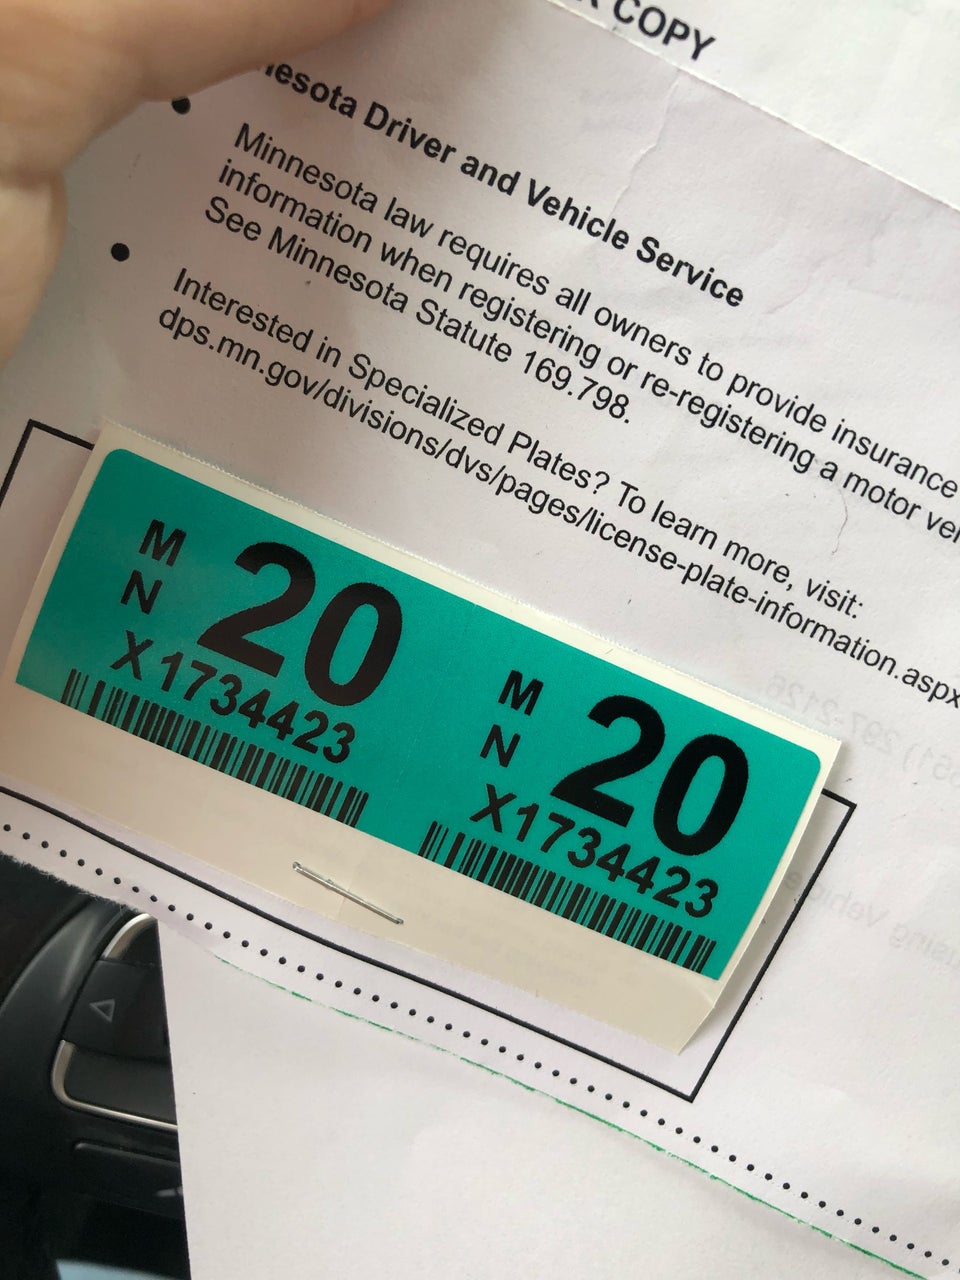 COPY
Driver and Vehicle Service
Minnesota law requires all owners to provide insurance
information when registering or re-registering a motor
See Minnesota Statute 169.798.
Interested in Specialized Plates? To learn more, visit:
dps.mn.gov/divisions/dvs/pages/license-plate-information.aspx
MN 20
X1734423
MN 20
X1734423